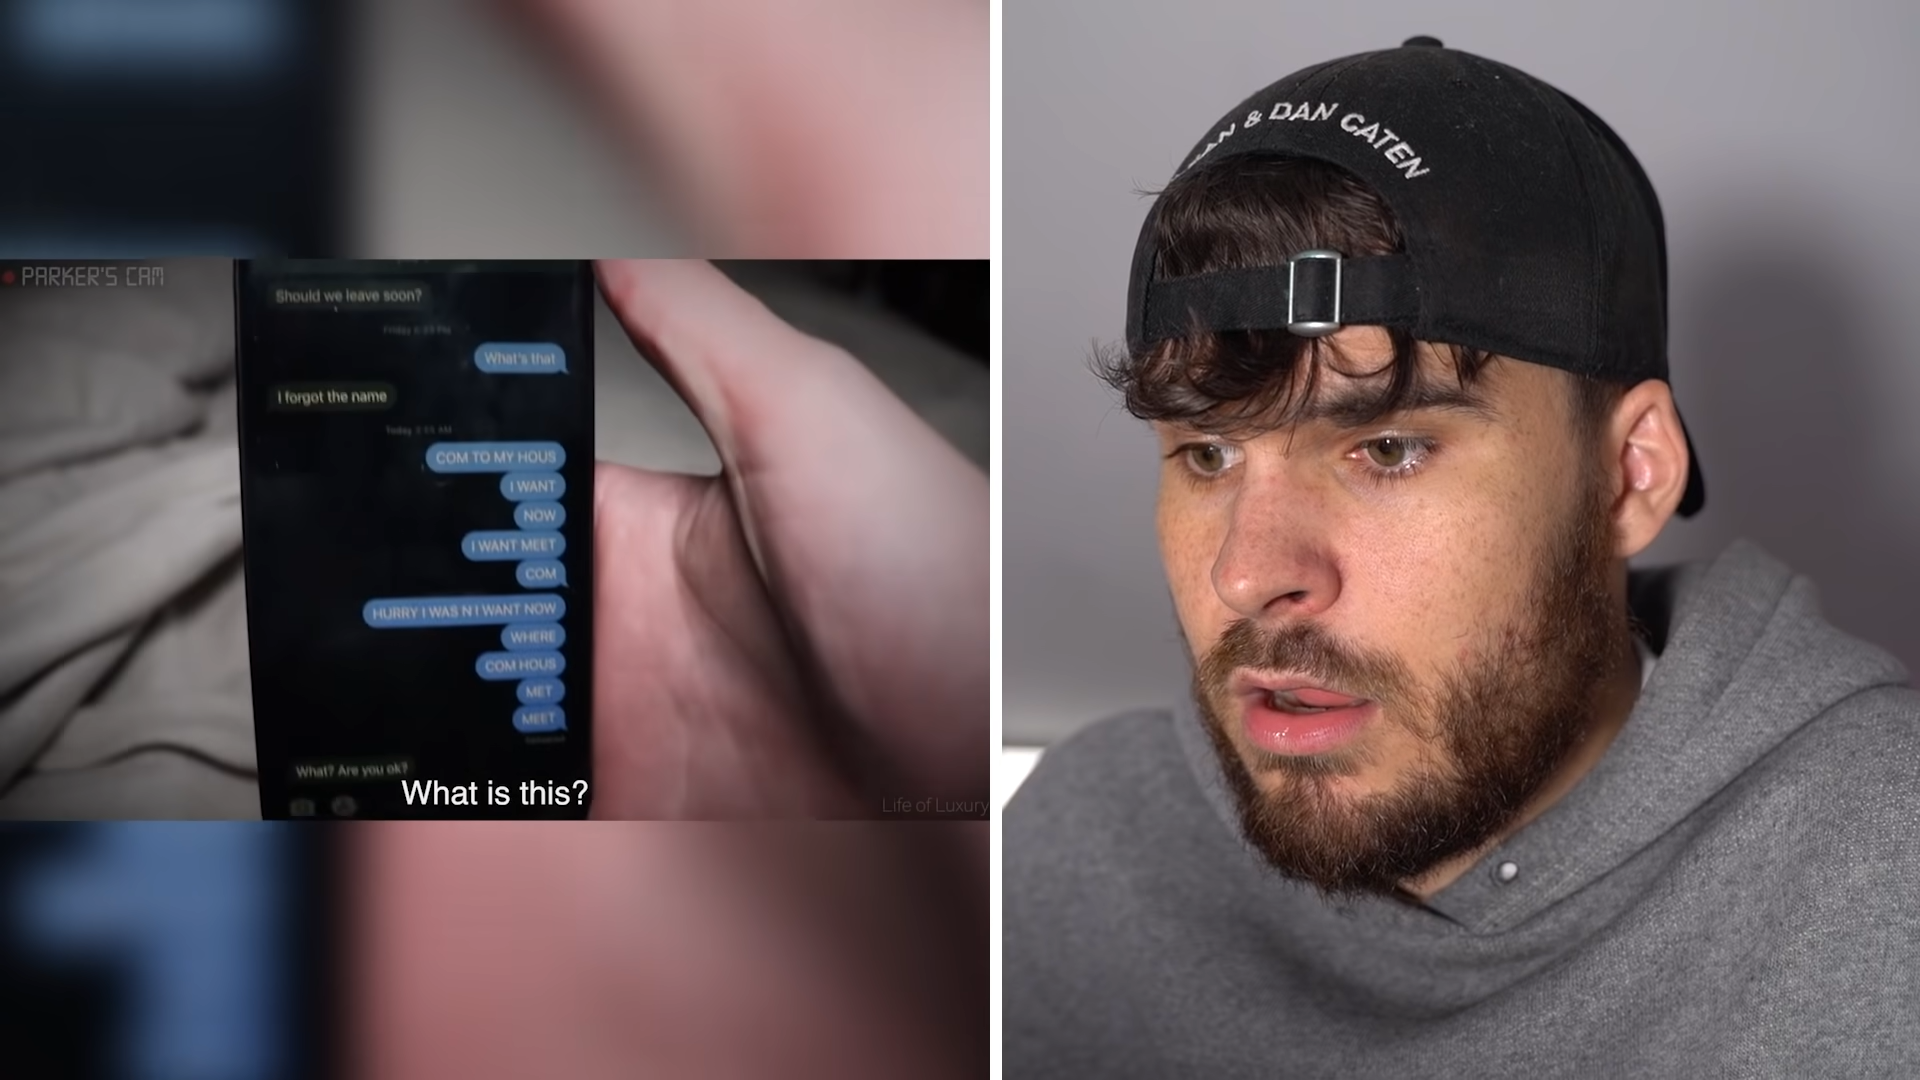 PARKER'S CAM
Should we leave soon?
What's that
I forgot the name
COM TO MY HOUS
I WANT
NOW
I WANT MEET
COM
HURRY I WAS N I WANT NOW
WHERE
COM HOUS
MET
MEET
What? Are you ok?
What is this?
Life of Luxury
& DAN CATEN